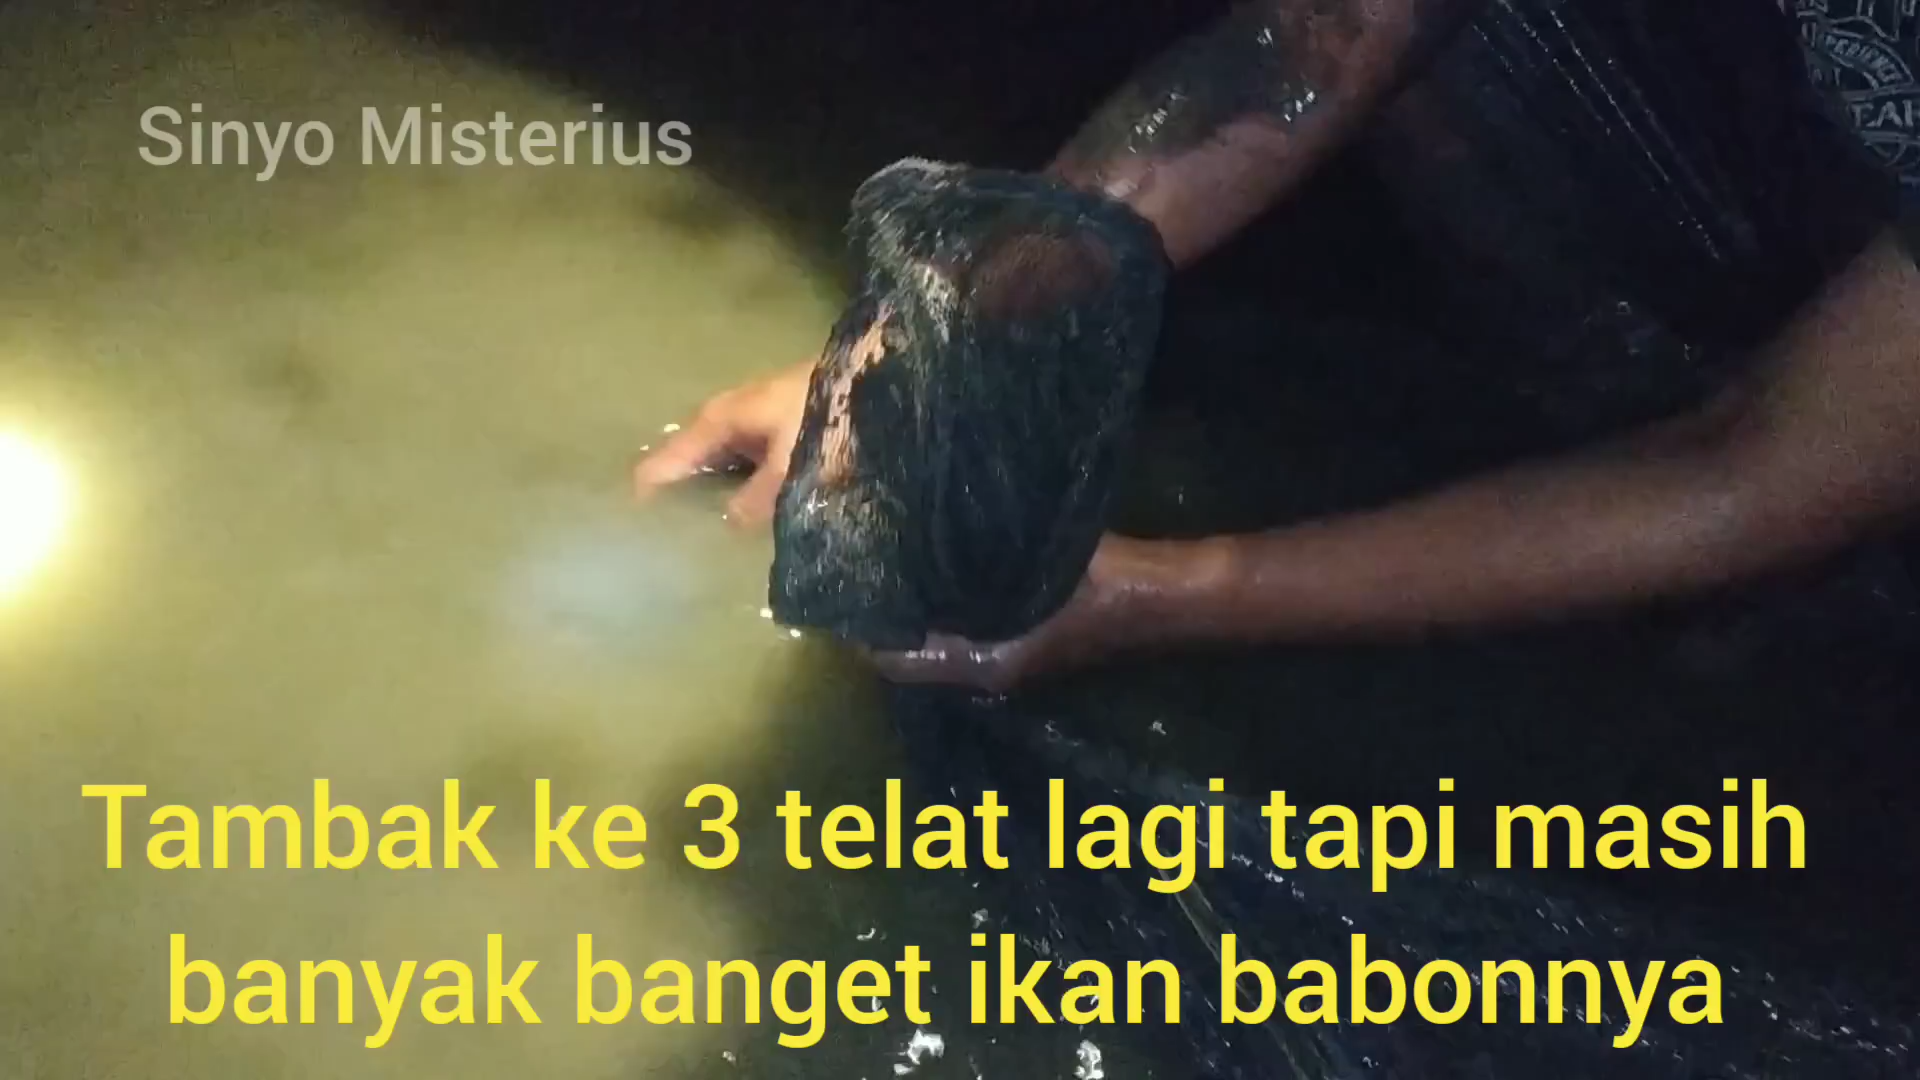 Sinyo Misterius
Tambak ke 3 telat lagi tapi masih
banyak banget ikan babonnya